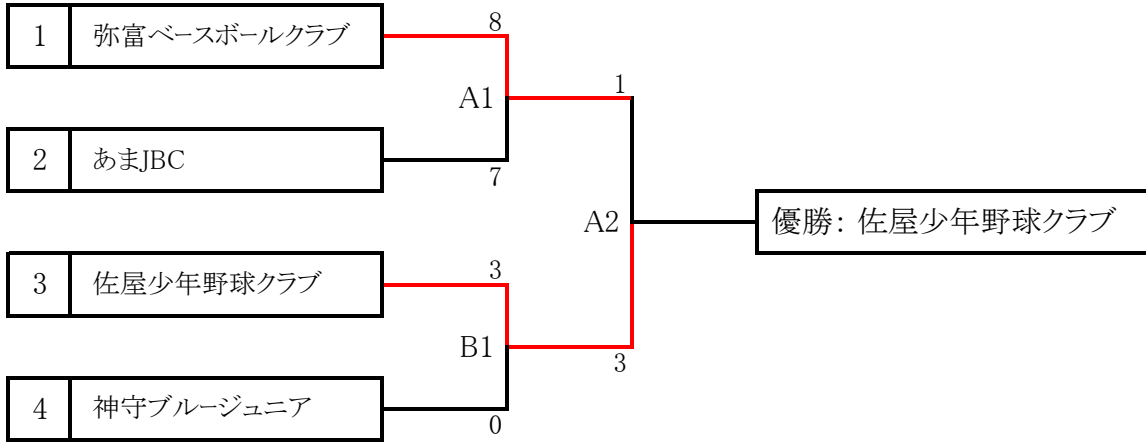 1 弥富ベースボールクラブ
8
A1
1
2 あまJBC
7
A2
優勝: 佐屋少年野球クラブ
3 佐屋少年野球クラブ
3
B1
3
4 神守ブルージュニア
0